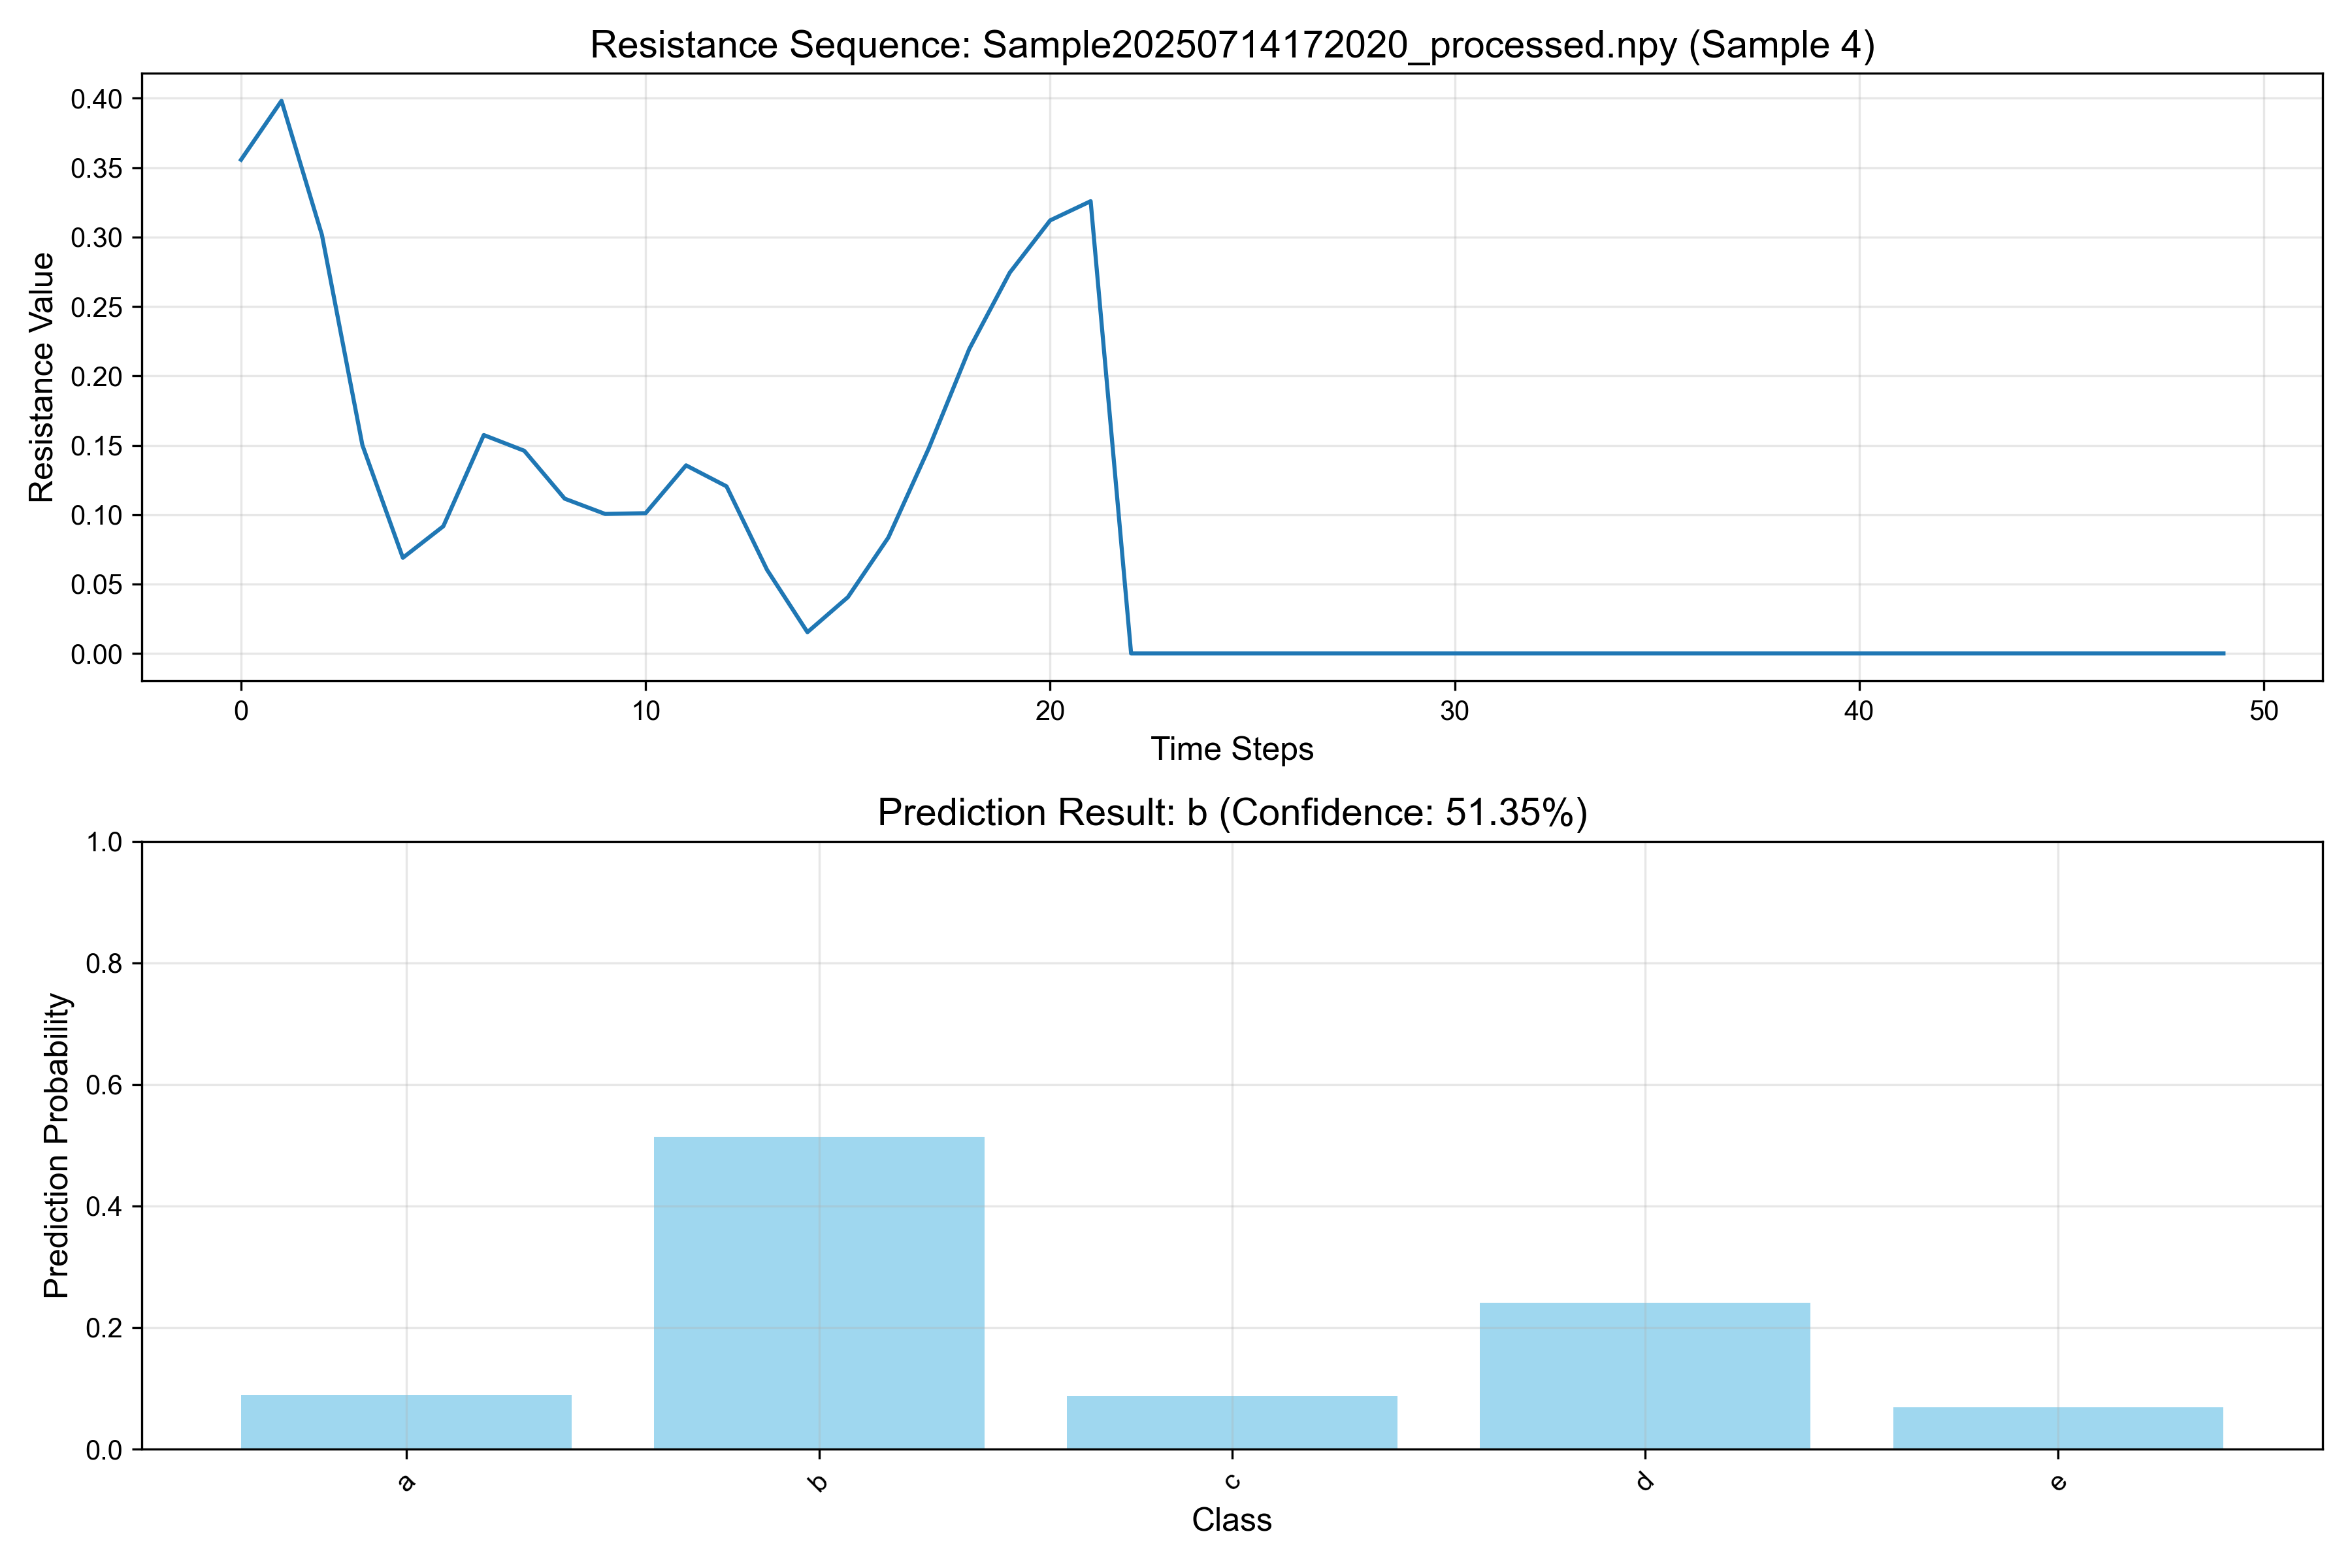 Resistance Sequence: Sample20250714172020_processed.npy (Sample 4)
0.40
0.35
0.30
0.25
0.20
0.15
0.10
0.05
0.00
Resistance Value
0 10 20 30 40 50
Time Steps
Prediction Result: b (Confidence: 51.35%)
1.0
0.8
0.6
0.4
0.2
0.0
Prediction Probability
a b c d e
Class